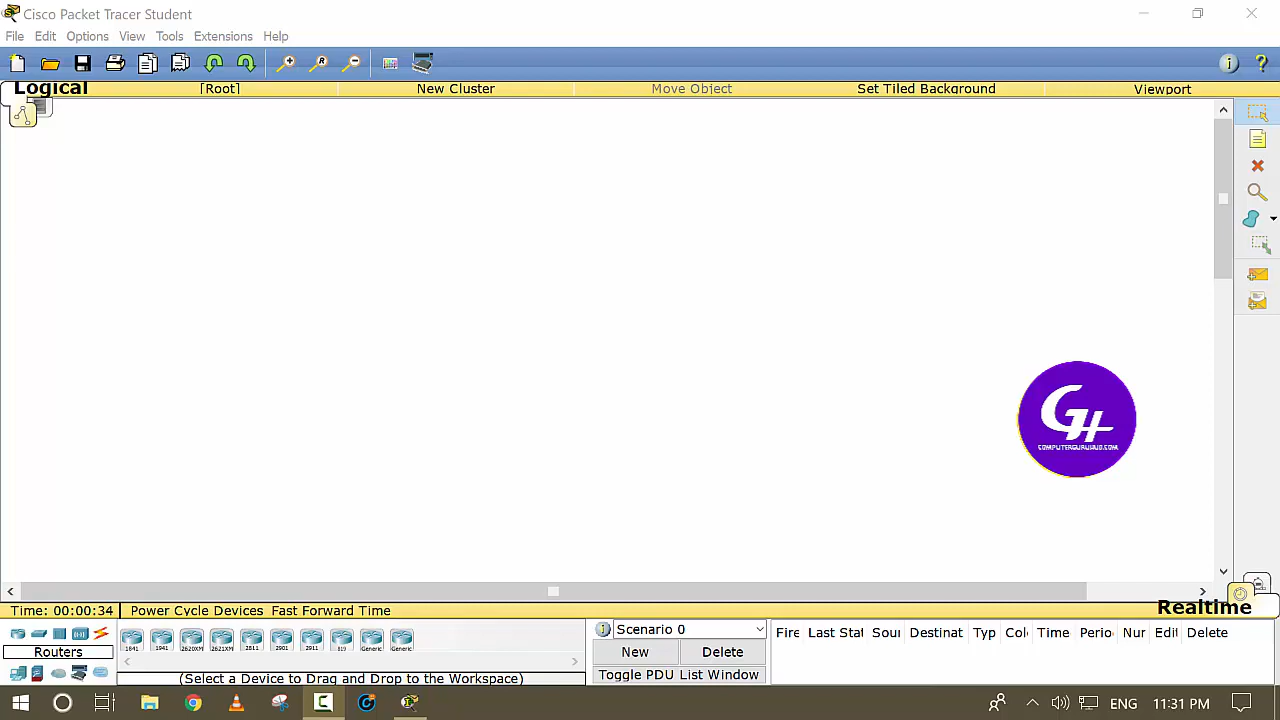 Cisco Packet Tracer Student
File Edit Options View Tools Extensions Help
Logical [Root] New Cluster Move Object Set Tiled Background Viewport
GH
COMPUTERGURUHUB.COM
Time: 00:00:34 Power Cycle Devices Fast Forward Time
Realtime
Routers
1841 1941 2620XM 2621XM 2811 2901 2911 819 Generic Generic
(Select a Device to Drag and Drop to the Workspace)
Scenario 0
New Delete
Toggle PDU List Window
Fire Last Stat Sour Destinat Typ Col Time Perio Nur Edit Delete
ENG 11:31 PM